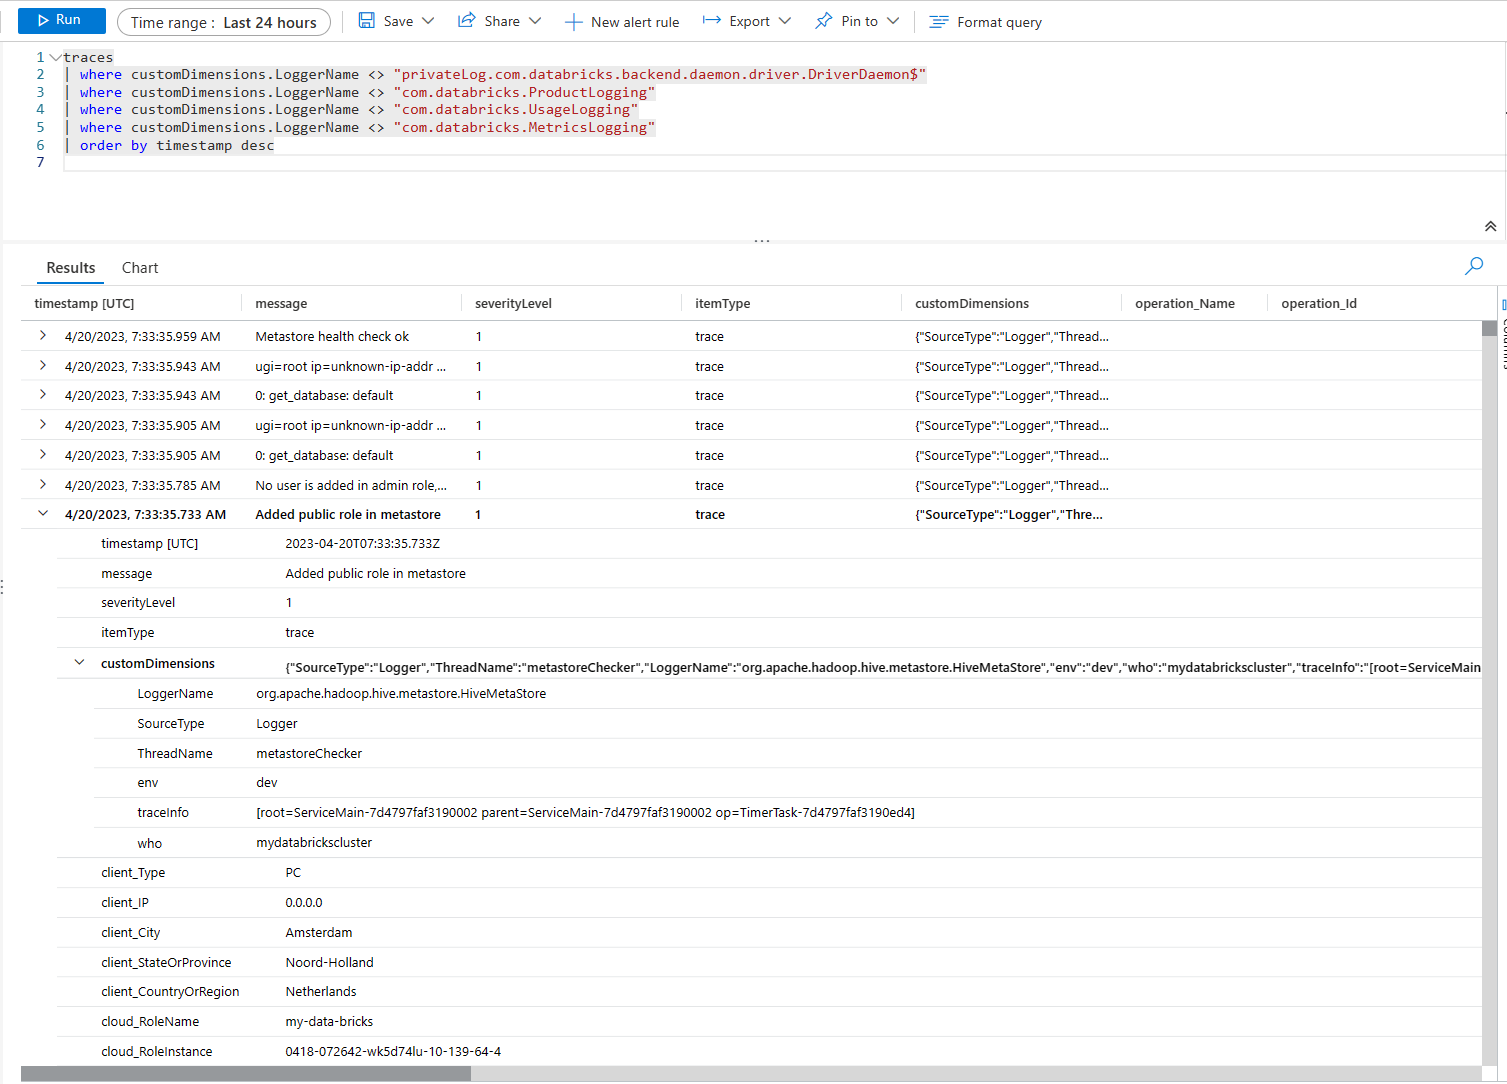 Run
Time range : Last 24 hours
Save
Share
New alert rule
Export
Pin to
Format query
1 traces
2 | where customDimensions.LoggerName <> "privateLog.com.databricks.backend.daemon.driver.DriverDaemon$"
3 | where customDimensions.LoggerName <> "com.databricks.ProductLogging"
4 | where customDimensions.LoggerName <> "com.databricks.UsageLogging"
5 | where customDimensions.LoggerName <> "com.databricks.MetricsLogging"
6 | order by timestamp desc
7
...
Results Chart
timestamp [UTC] message severityLevel itemType customDimensions operation_Name operation_Id
4/20/2023, 7:33:35.959 AM Metastore health check ok 1 trace {"SourceType":"Logger","Thread...
4/20/2023, 7:33:35.943 AM ugi=root ip=unknown-ip-addr ... 1 trace {"SourceType":"Logger","Thread...
4/20/2023, 7:33:35.943 AM 0: get_database: default 1 trace {"SourceType":"Logger","Thread...
4/20/2023, 7:33:35.905 AM ugi=root ip=unknown-ip-addr ... 1 trace {"SourceType":"Logger","Thread...
4/20/2023, 7:33:35.905 AM 0: get_database: default 1 trace {"SourceType":"Logger","Thread...
4/20/2023, 7:33:35.785 AM No user is added in admin role,... 1 trace {"SourceType":"Logger","Thread...
4/20/2023, 7:33:35.733 AM Added public role in metastore 1 trace {"SourceType":"Logger","Thre...
timestamp [UTC] 2023-04-20T07:33:35.733Z
message Added public role in metastore
severityLevel 1
itemType trace
customDimensions {"SourceType":"Logger","ThreadName":"metastoreChecker","LoggerName":"org.apache.hadoop.hive.metastore.HiveMetaStore","env":"dev","who":"mydatabrickscluster","traceInfo":"[root=ServiceMain
LoggerName org.apache.hadoop.hive.metastore.HiveMetaStore
SourceType Logger
ThreadName metastoreChecker
env dev
traceInfo [root=ServiceMain-7d4797faf3190002 parent=ServiceMain-7d4797faf3190002 op=TimerTask-7d4797faf3190ed4]
who mydatabrickscluster
client_Type PC
client_IP 0.0.0.0
client_City Amsterdam
client_StateOrProvince Noord-Holland
client_CountryOrRegion Netherlands
cloud_RoleName my-data-bricks
cloud_RoleInstance 0418-072642-wk5d74lu-10-139-64-4